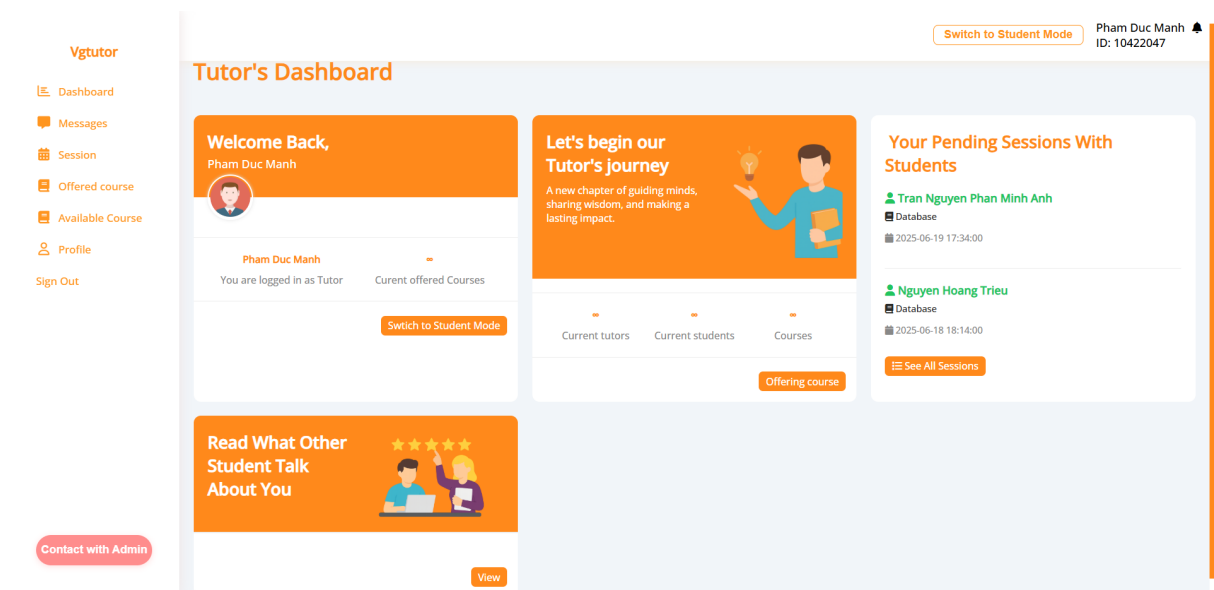 Vgtutor
Dashboard
Messages
Session
Offered course
Available Course
Profile
Sign Out
Contact with Admin
Switch to Student Mode
Pham Duc Manh
ID: 10422047
Tutor's Dashboard
Welcome Back,
Pham Duc Manh
Pham Duc Manh
You are logged in as Tutor
∞
Curent offered Courses
Swtich to Student Mode
Let's begin our
Tutor's journey
A new chapter of guiding minds,
sharing wisdom, and making a
lasting impact.
∞
Current tutors
∞
Current students
∞
Courses
Offering course
Your Pending Sessions With
Students
Tran Nguyen Phan Minh Anh
Database
2025-06-19 17:34:00
Nguyen Hoang Trieu
Database
2025-06-18 18:14:00
See All Sessions
Read What Other
Student Talk
About You
View